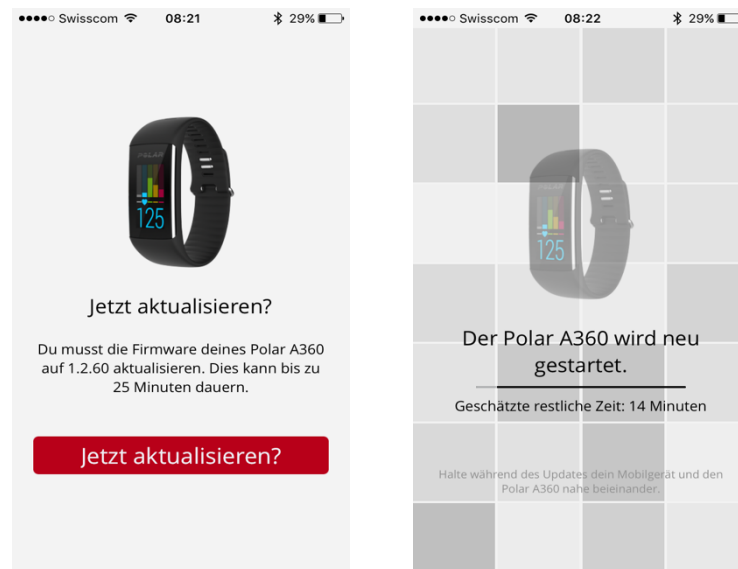 Swisscom 08:21 29%
POLAR
125
Jetzt aktualisieren?
Du musst die Firmware deines Polar A360
auf 1.2.60 aktualisieren. Dies kann bis zu
25 Minuten dauern.
Jetzt aktualisieren?
Swisscom 08:22 29%
POLAR
125
Der Polar A360 wird neu
gestartet.
Geschätzte restliche Zeit: 14 Minuten
Halte während des Updates dein Mobilgerät und den
Polar A360 nahe beieinander.